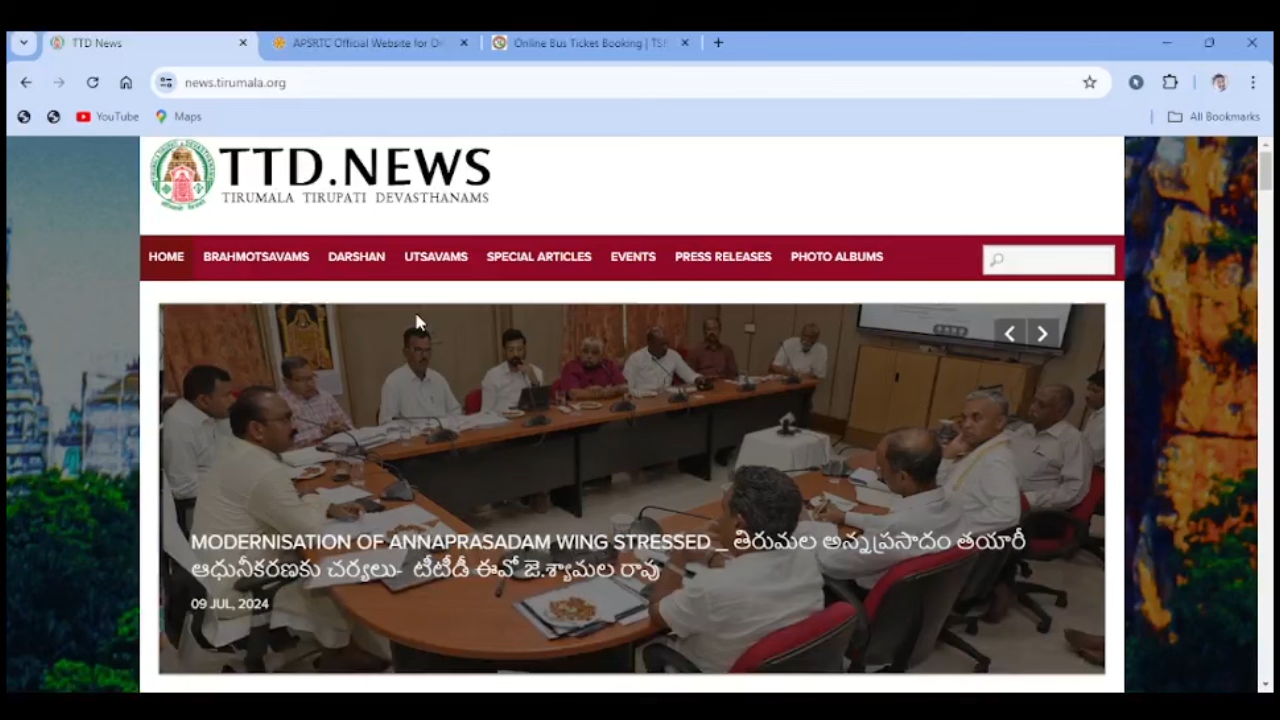 TTD News
APSRTC Official Website for On
Online Bus Ticket Booking | TSR
news.tirumala.org
YouTube
Maps
All Bookmarks
TTD.NEWS
TIRUMALA TIRUPATI DEVASTHANAMS
HOME BRAHMOTSAVAMS DARSHAN UTSAVAMS SPECIAL ARTICLES EVENTS PRESS RELEASES PHOTO ALBUMS
MODERNISATION OF ANNAPRASADAM WING STRESSED _ తిరుమల అన్నప్రసాదం తయారీ
ఆధునీకరణకు చర్యలు- టీటీడీ ఈవో జె.శ్యామల రావు
09 JUL, 2024